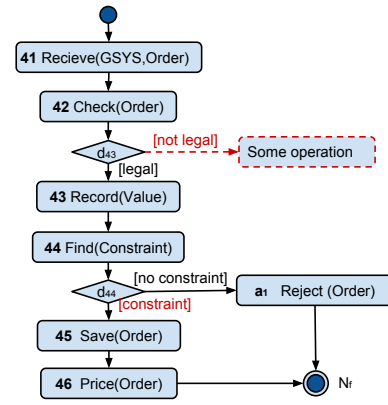 41 Recieve(GSYS,Order)
42 Check(Order)
d43
[not legal]
Some operation
[legal]
43 Record(Value)
44 Find(Constraint)
d44
[no constraint]
a1 Reject (Order)
[constraint]
45 Save(Order)
46 Price(Order)
Nf